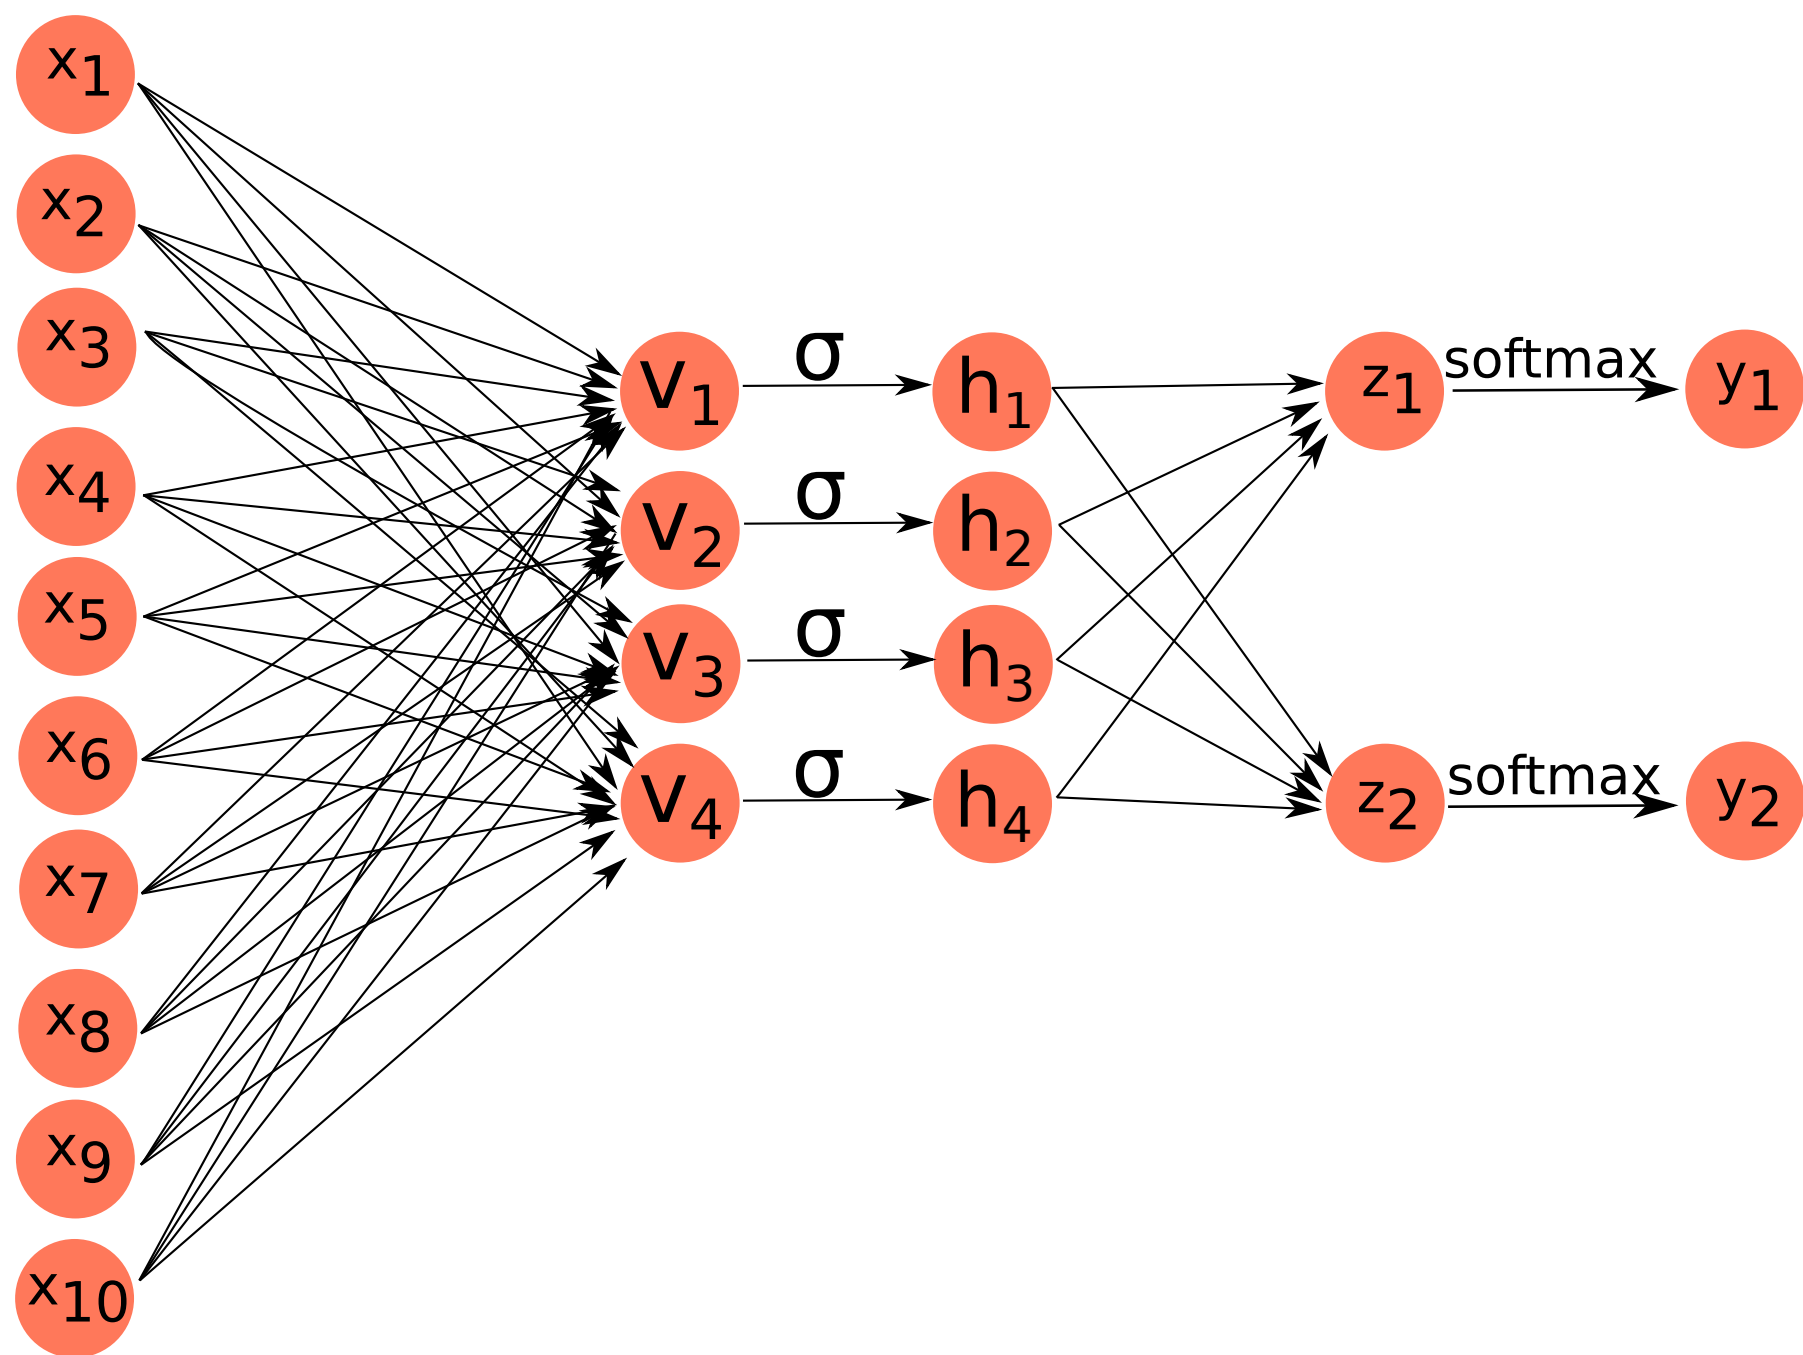 x1
x2
x3
x4
x5
x6
x7
x8
x9
x10
v1
v2
v3
v4
σ
σ
σ
σ
h1
h2
h3
h4
z1
z2
softmax
softmax
y1
y2